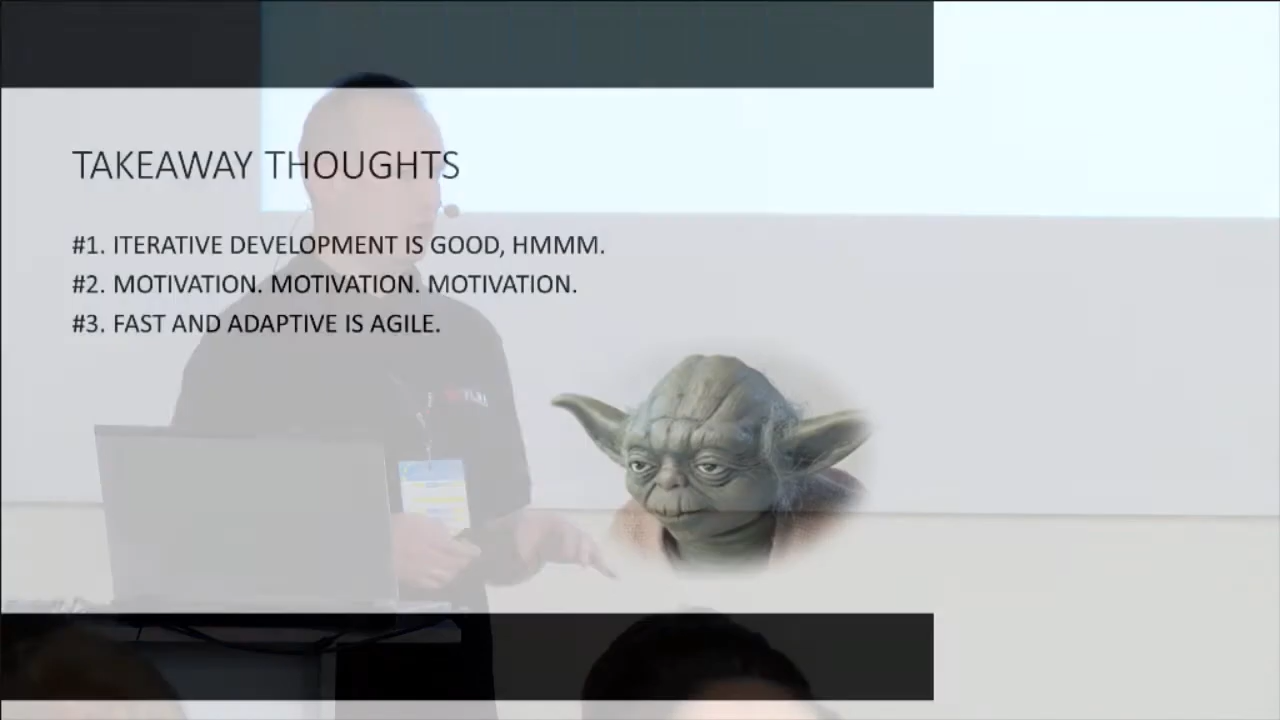 TAKEAWAY THOUGHTS
#1. ITERATIVE DEVELOPMENT IS GOOD, HMMM.
#2. MOTIVATION. MOTIVATION. MOTIVATION.
#3. FAST AND ADAPTIVE IS AGILE.